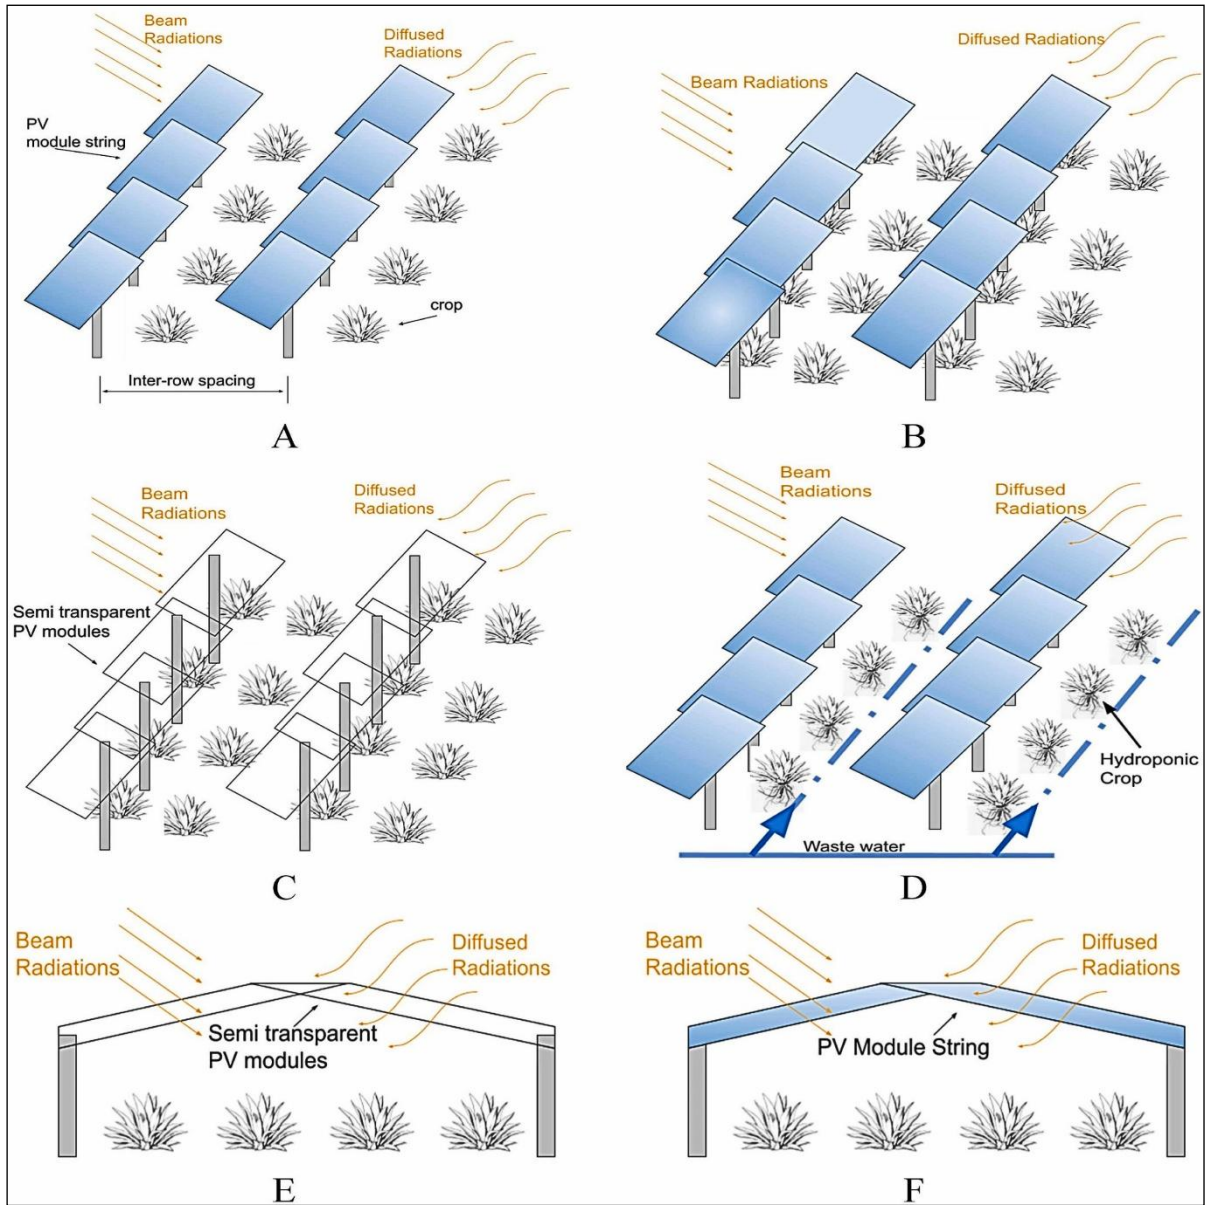 Beam
Radiations
Diffused
Radiations
PV
module string
crop
Inter-row spacing
A
Diffused Radiations
Beam Radiations
B
Beam
Radiations
Diffused
Radiations
Semi transparent
PV modules
C
Beam
Radiations
Diffused
Radiations
Hydroponic
Crop
Waste water
D
Beam
Radiations
Diffused
Radiations
Semi transparent
PV modules
E
Beam
Radiations
Diffused
Radiations
PV Module String
F